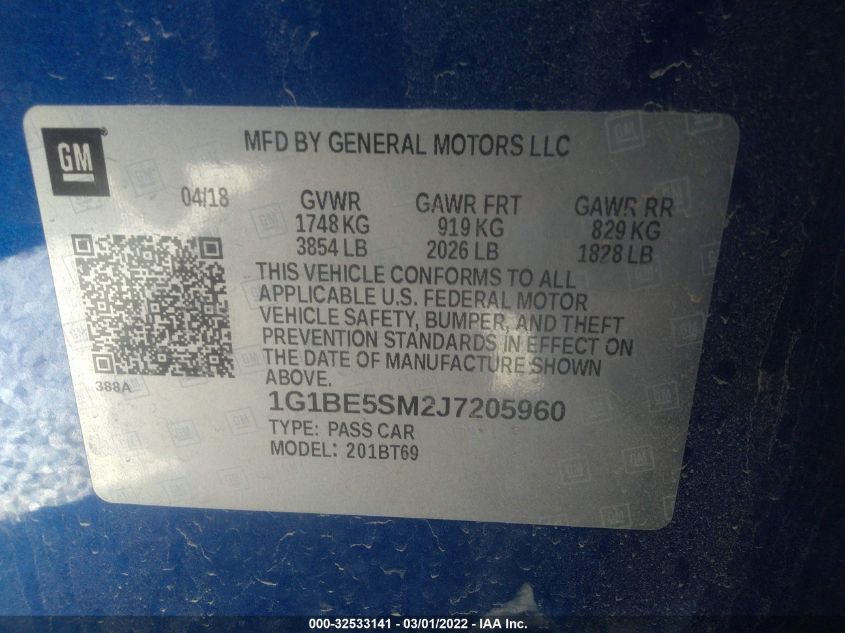 GM
MFD BY GENERAL MOTORS LLC
04/18 GVWR GAWR FRT GAWR RR
1748 KG 919 KG 829 KG
3854 LB 2026 LB 1828 LB
THIS VEHICLE CONFORMS TO ALL
APPLICABLE U.S. FEDERAL MOTOR
VEHICLE SAFETY, BUMPER, AND THEFT
PREVENTION STANDARDS IN EFFECT ON
THE DATE OF MANUFACTURE SHOWN
ABOVE.
388A
1G1BE5SM2J7205960
TYPE: PASS CAR
MODEL: 201BT69
000-32533141 - 03/01/2022 - IAA Inc.